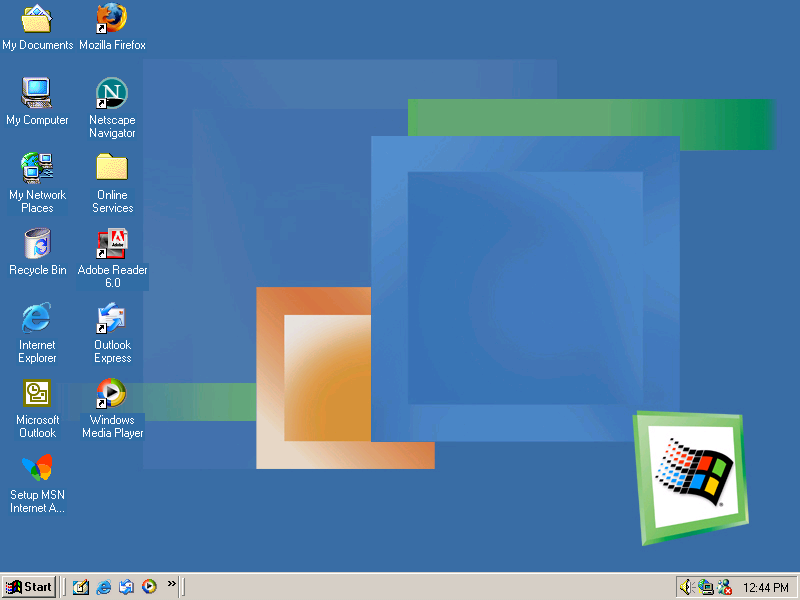 My Documents
Mozilla Firefox
My Computer
Netscape
Navigator
My Network
Places
Online
Services
Recycle Bin
Adobe Reader
6.0
Internet
Explorer
Outlook
Express
Microsoft
Outlook
Windows
Media Player
Setup MSN
Internet A...
Start
12:44 PM